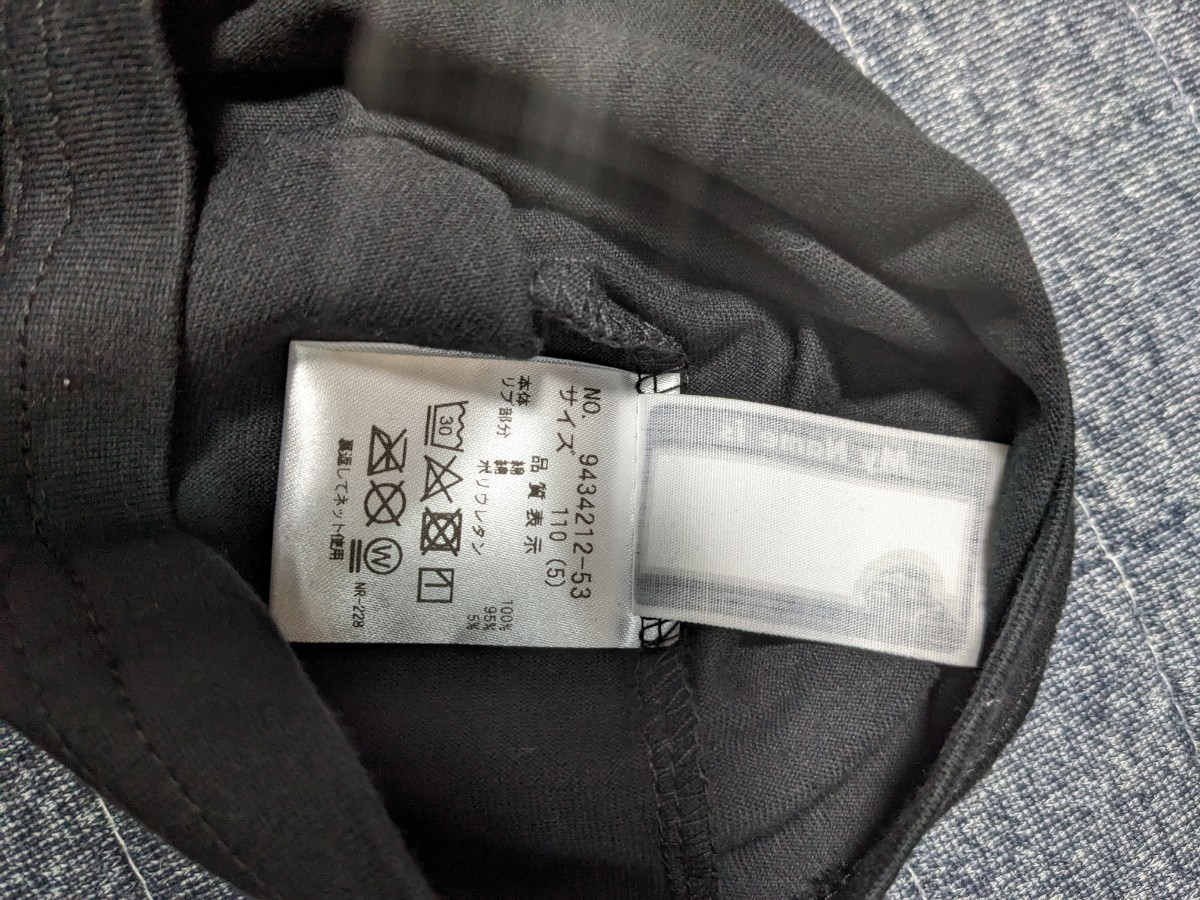 NO. 9434212-53
サイズ 110 (5)
品質表示
本体 綿 100%
リブ部分 綿 95%
ポリウレタン 5%
30
W
裏返してネット使用
NR-228
My Name is